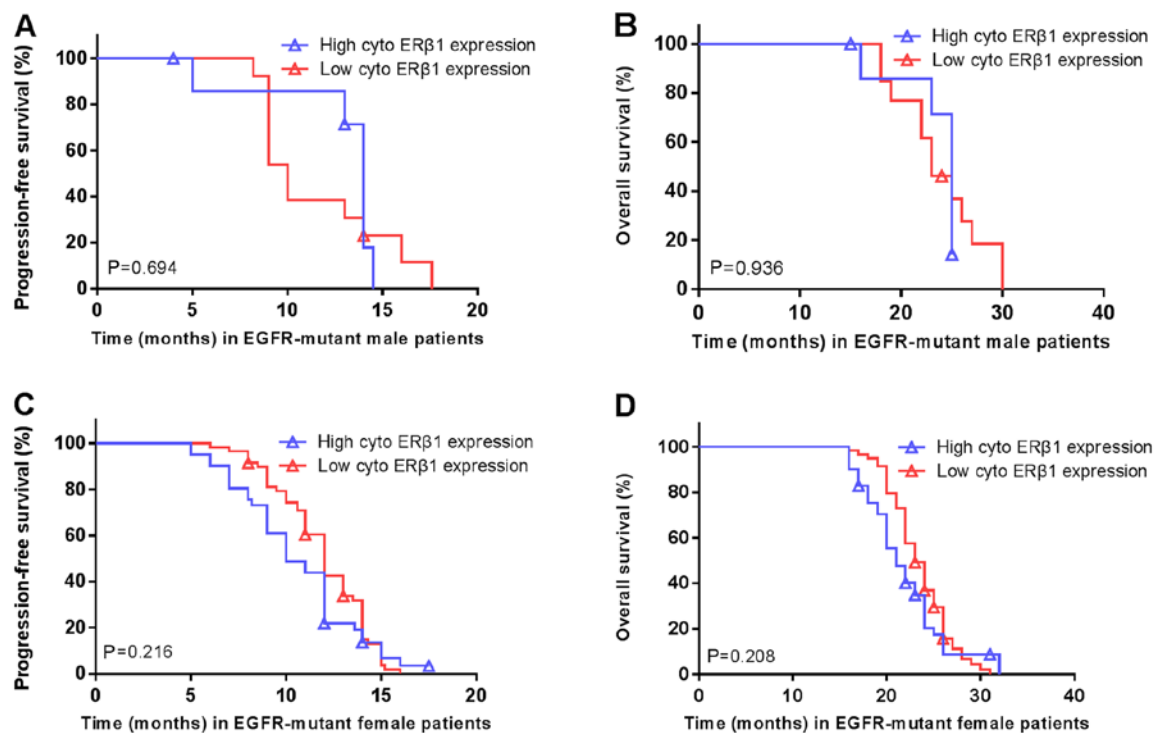 A
Progression-free survival (%)
100
80
60
40
20
0
High cyto ERβ1 expression
Low cyto ERβ1 expression
P=0.694
0 5 10 15 20
Time (months) in EGFR-mutant male patients
B
Overall survival (%)
100
80
60
40
20
0
High cyto ERβ1 expression
Low cyto ERβ1 expression
P=0.936
0 10 20 30 40
Time (months) in EGFR-mutant male patients
C
Progression-free survival (%)
100
80
60
40
20
0
High cyto ERβ1 expression
Low cyto ERβ1 expression
P=0.216
0 5 10 15 20
Time (months) in EGFR-mutant female patients
D
Overall survival (%)
100
80
60
40
20
0
High cyto ERβ1 expression
Low cyto ERβ1 expression
P=0.208
0 10 20 30 40
Time (months) in EGFR-mutant female patients